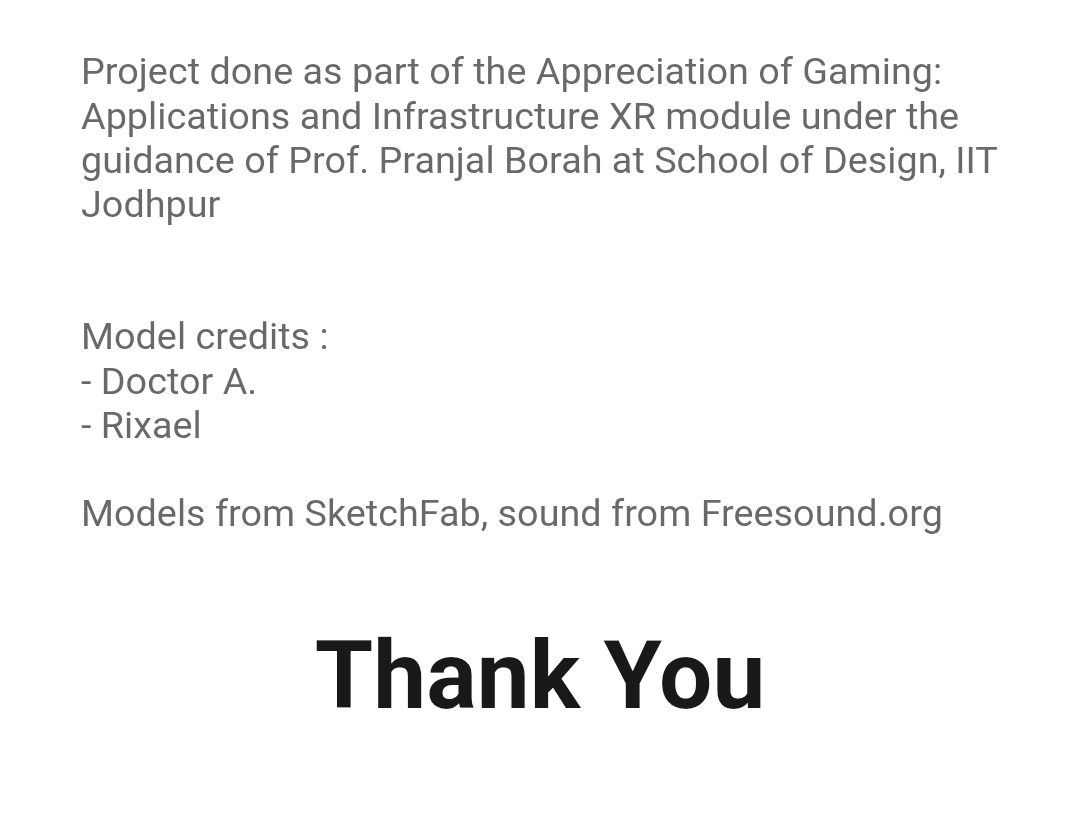 Project done as part of the Appreciation of Gaming:
Applications and Infrastructure XR module under the
guidance of Prof. Pranjal Borah at School of Design, IIT
Jodhpur
Model credits :
- Doctor A.
- Rixael
Models from SketchFab, sound from Freesound.org
Thank You